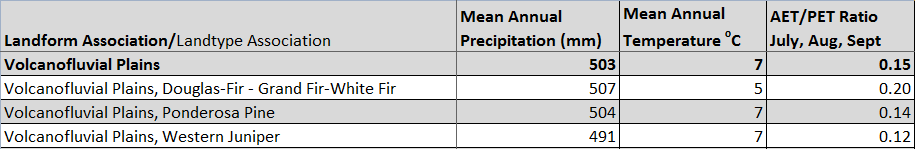 Landform Association/Landtype Association Mean Annual Precipitation (mm) Mean Annual Temperature °C AET/PET Ratio July, Aug, Sept
Volcanofluvial Plains 503 7 0.15
Volcanofluvial Plains, Douglas-Fir - Grand Fir-White Fir 507 5 0.20
Volcanofluvial Plains, Ponderosa Pine 504 7 0.14
Volcanofluvial Plains, Western Juniper 491 7 0.12